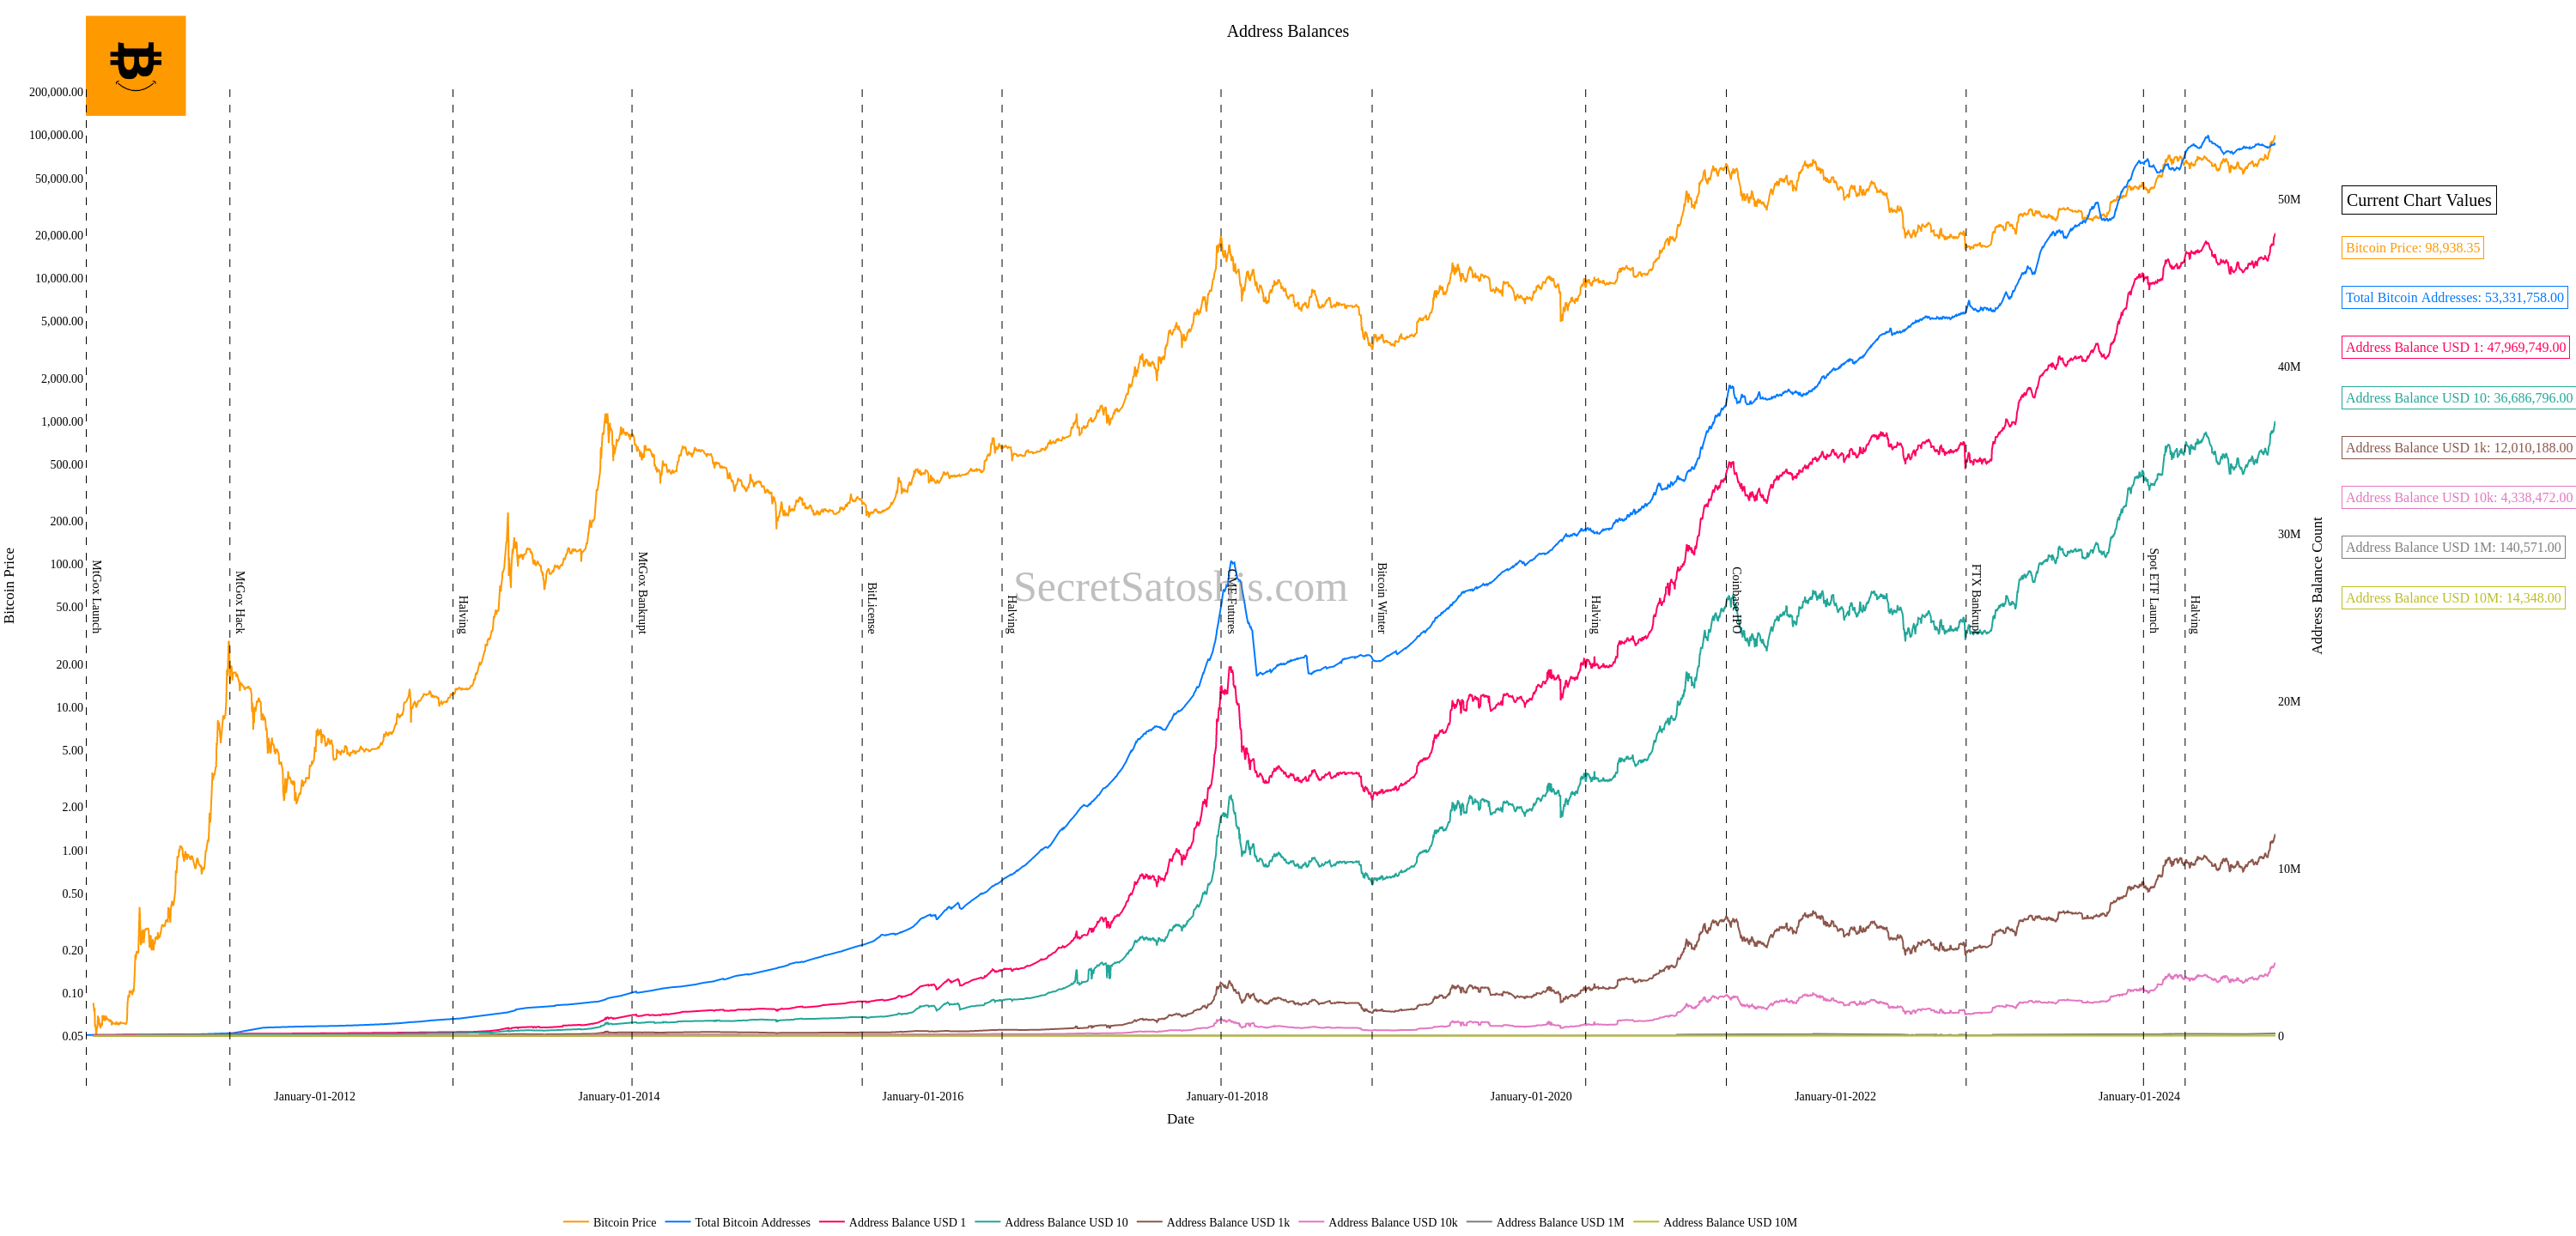 Address Balances
200,000.00
100,000.00
50,000.00
20,000.00
10,000.00
5,000.00
2,000.00
1,000.00
500.00
200.00
100.00
50.00
20.00
10.00
5.00
2.00
1.00
0.50
0.20
0.10
0.05
Bitcoin Price
MtGox Launch
MtGox Hack
Halving
MtGox Bankrupt
BitLicense
Halving
CME Futures
Bitcoin Winter
Halving
Coinbase IPO
FTX Bankrupt
Spot ETF Launch
Halving
SecretSatoshis.com
50M
40M
30M
20M
10M
0
Address Balance Count
Current Chart Values
Bitcoin Price: 98,938.35
Total Bitcoin Addresses: 53,331,758.00
Address Balance USD 1: 47,969,749.00
Address Balance USD 10: 36,686,796.00
Address Balance USD 1k: 12,010,188.00
Address Balance USD 10k: 4,338,472.00
Address Balance USD 1M: 140,571.00
Address Balance USD 10M: 14,348.00
January-01-2012
January-01-2014
January-01-2016
January-01-2018
January-01-2020
January-01-2022
January-01-2024
Date
Bitcoin Price
Total Bitcoin Addresses
Address Balance USD 1
Address Balance USD 10
Address Balance USD 1k
Address Balance USD 10k
Address Balance USD 1M
Address Balance USD 10M